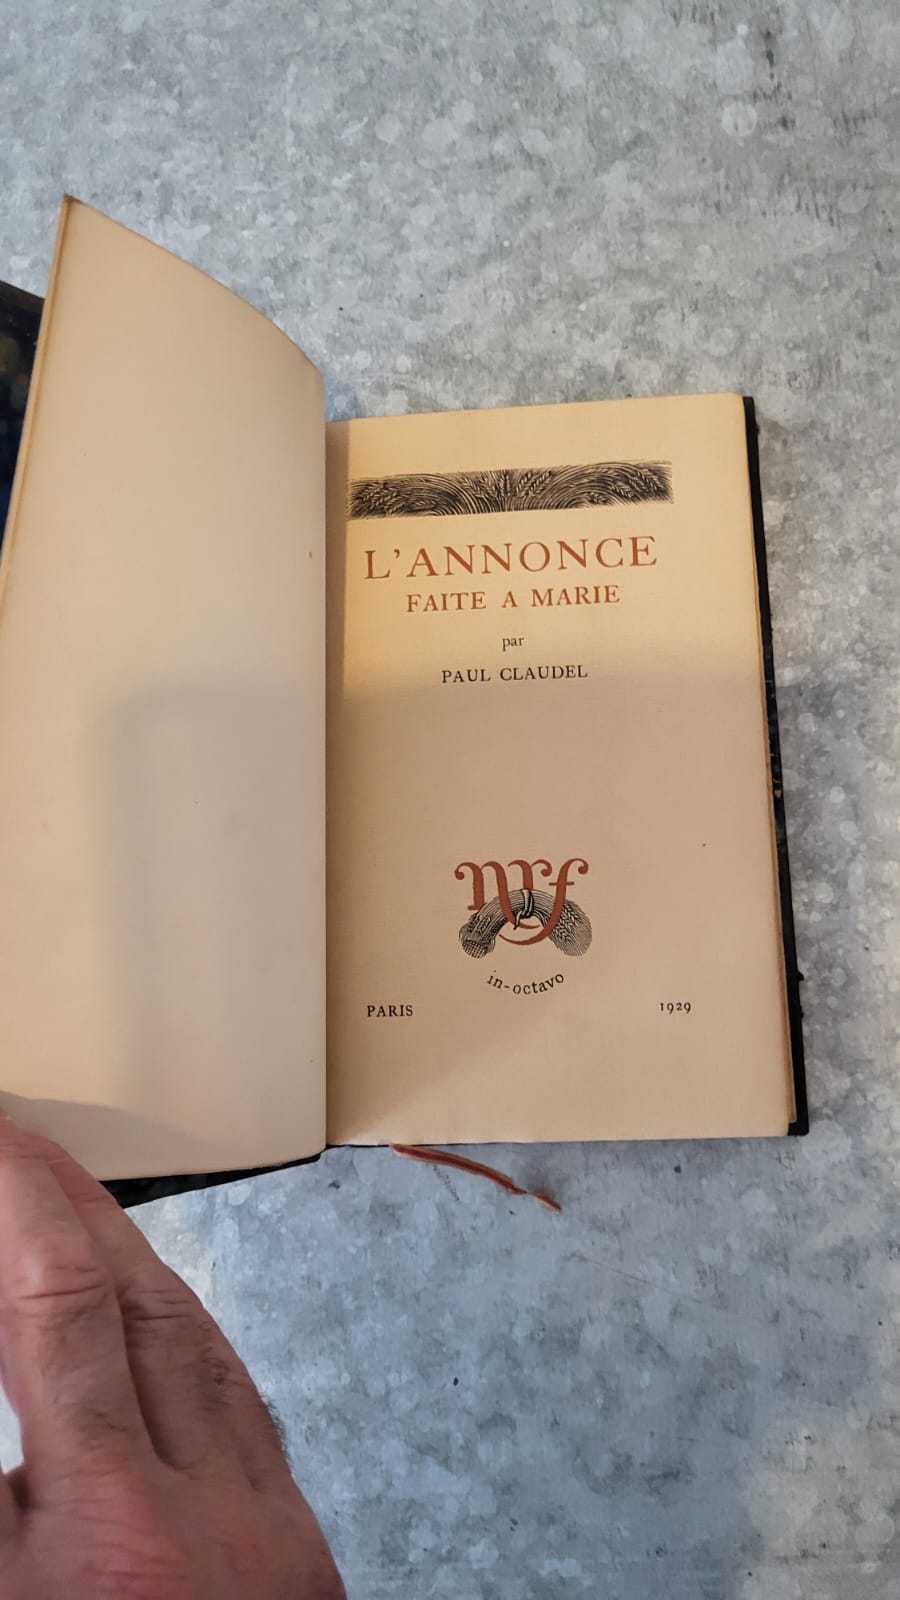 L'ANNONCE
FAITE A MARIE
par
PAUL CLAUDEL
nrf
in-octavo
PARIS 1929